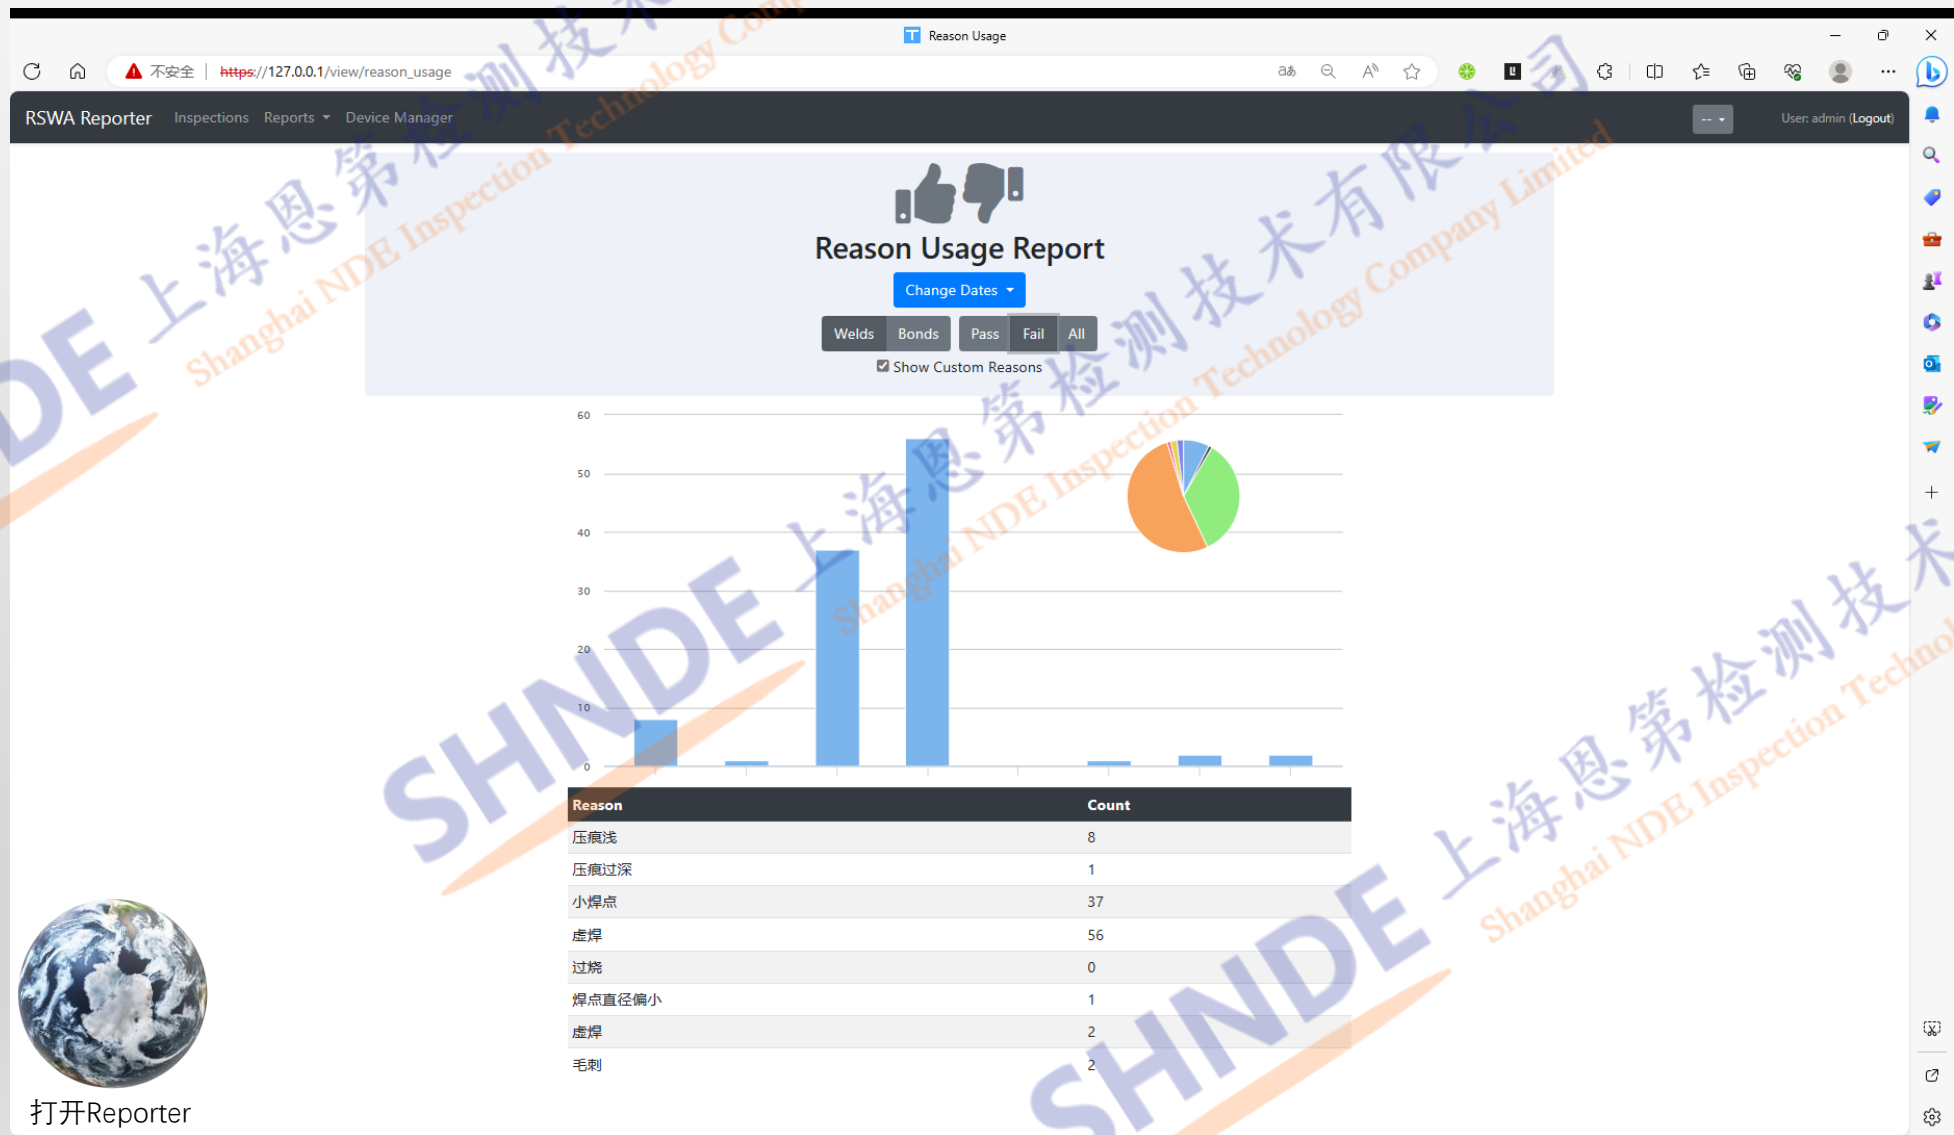 Reason Usage
不安全 | https://127.0.0.1/view/reason_usage
RSWA Reporter Inspections Reports Device Manager -- User: admin (Logout)
Reason Usage Report
Change Dates
Welds Bonds Pass Fail All
Show Custom Reasons
60
50
40
30
20
10
0
Reason Count
压痕浅 8
压痕过深 1
小焊点 37
虚焊 56
过烧 0
焊点直径偏小 1
虚焊 2
毛刺 2
打开Reporter
SHNDE 上海恩第检测技术有限公司
Shanghai NDE Inspection Technology Company Limited